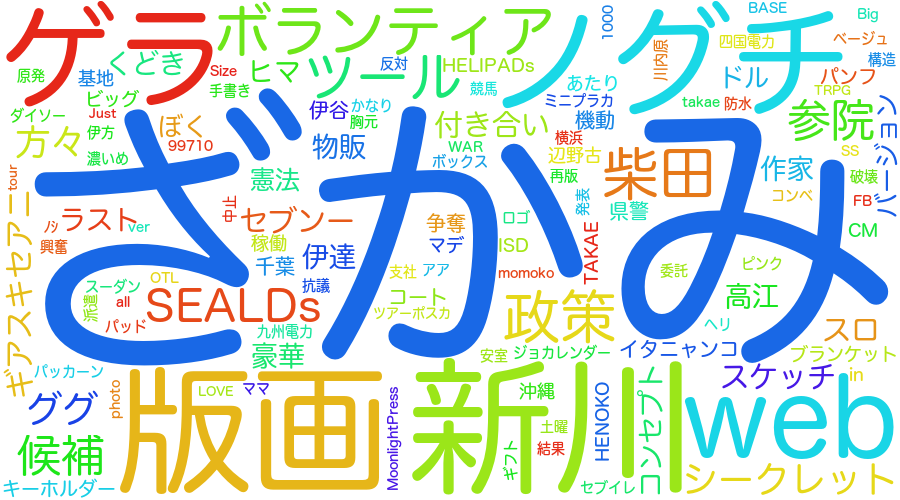 ゲラ
ボランティア
ノグチ
BASE
Big
1000
川内原
四国電力
ベージュ
構造
原発
基地
くどき
Size
手書き
ヒマ
ツール
反対
HELIPADs
競馬
あたり
ドル
パンフ
TRPG
ダイソー
ビッグ
Just
伊谷
かなり
胸元
ミニプラカ
takae
防水
参院
バージョン
方々
伊方
濃いめ
ぼく
99710
物販
付き合い
WAR
ボックス
横浜
機動
辺野古
再版
柴田
作家
SS
破壊
コンペ
FB
CM
tour
ギアスキセアニ
ざかみ
憲法
中止
セブンー
ラスト
ver
興奮
稼働
千葉
伊達
抗議
争奪
マデ
ロゴ
ISD
発表
TAKAE
県警
スーダン
派遣
all
パッド
OTL
SEALDs
支社
アア
momoko
コート
ツアーポスカ
政策
委託
ピンク
高江
ヘリ
スロ
九州電力
豪華
安室
ジョカレンダー
イタニャンコ
ブランケット
パッカーン
ググ
photo
版画
LOVE
ママ
MoonlightPress
新川
沖縄
土曜
結果
ギフト
HENOKO
コンセプト
スケッチ
in
web
候補
キーホルダー
セブイレ
シークレット